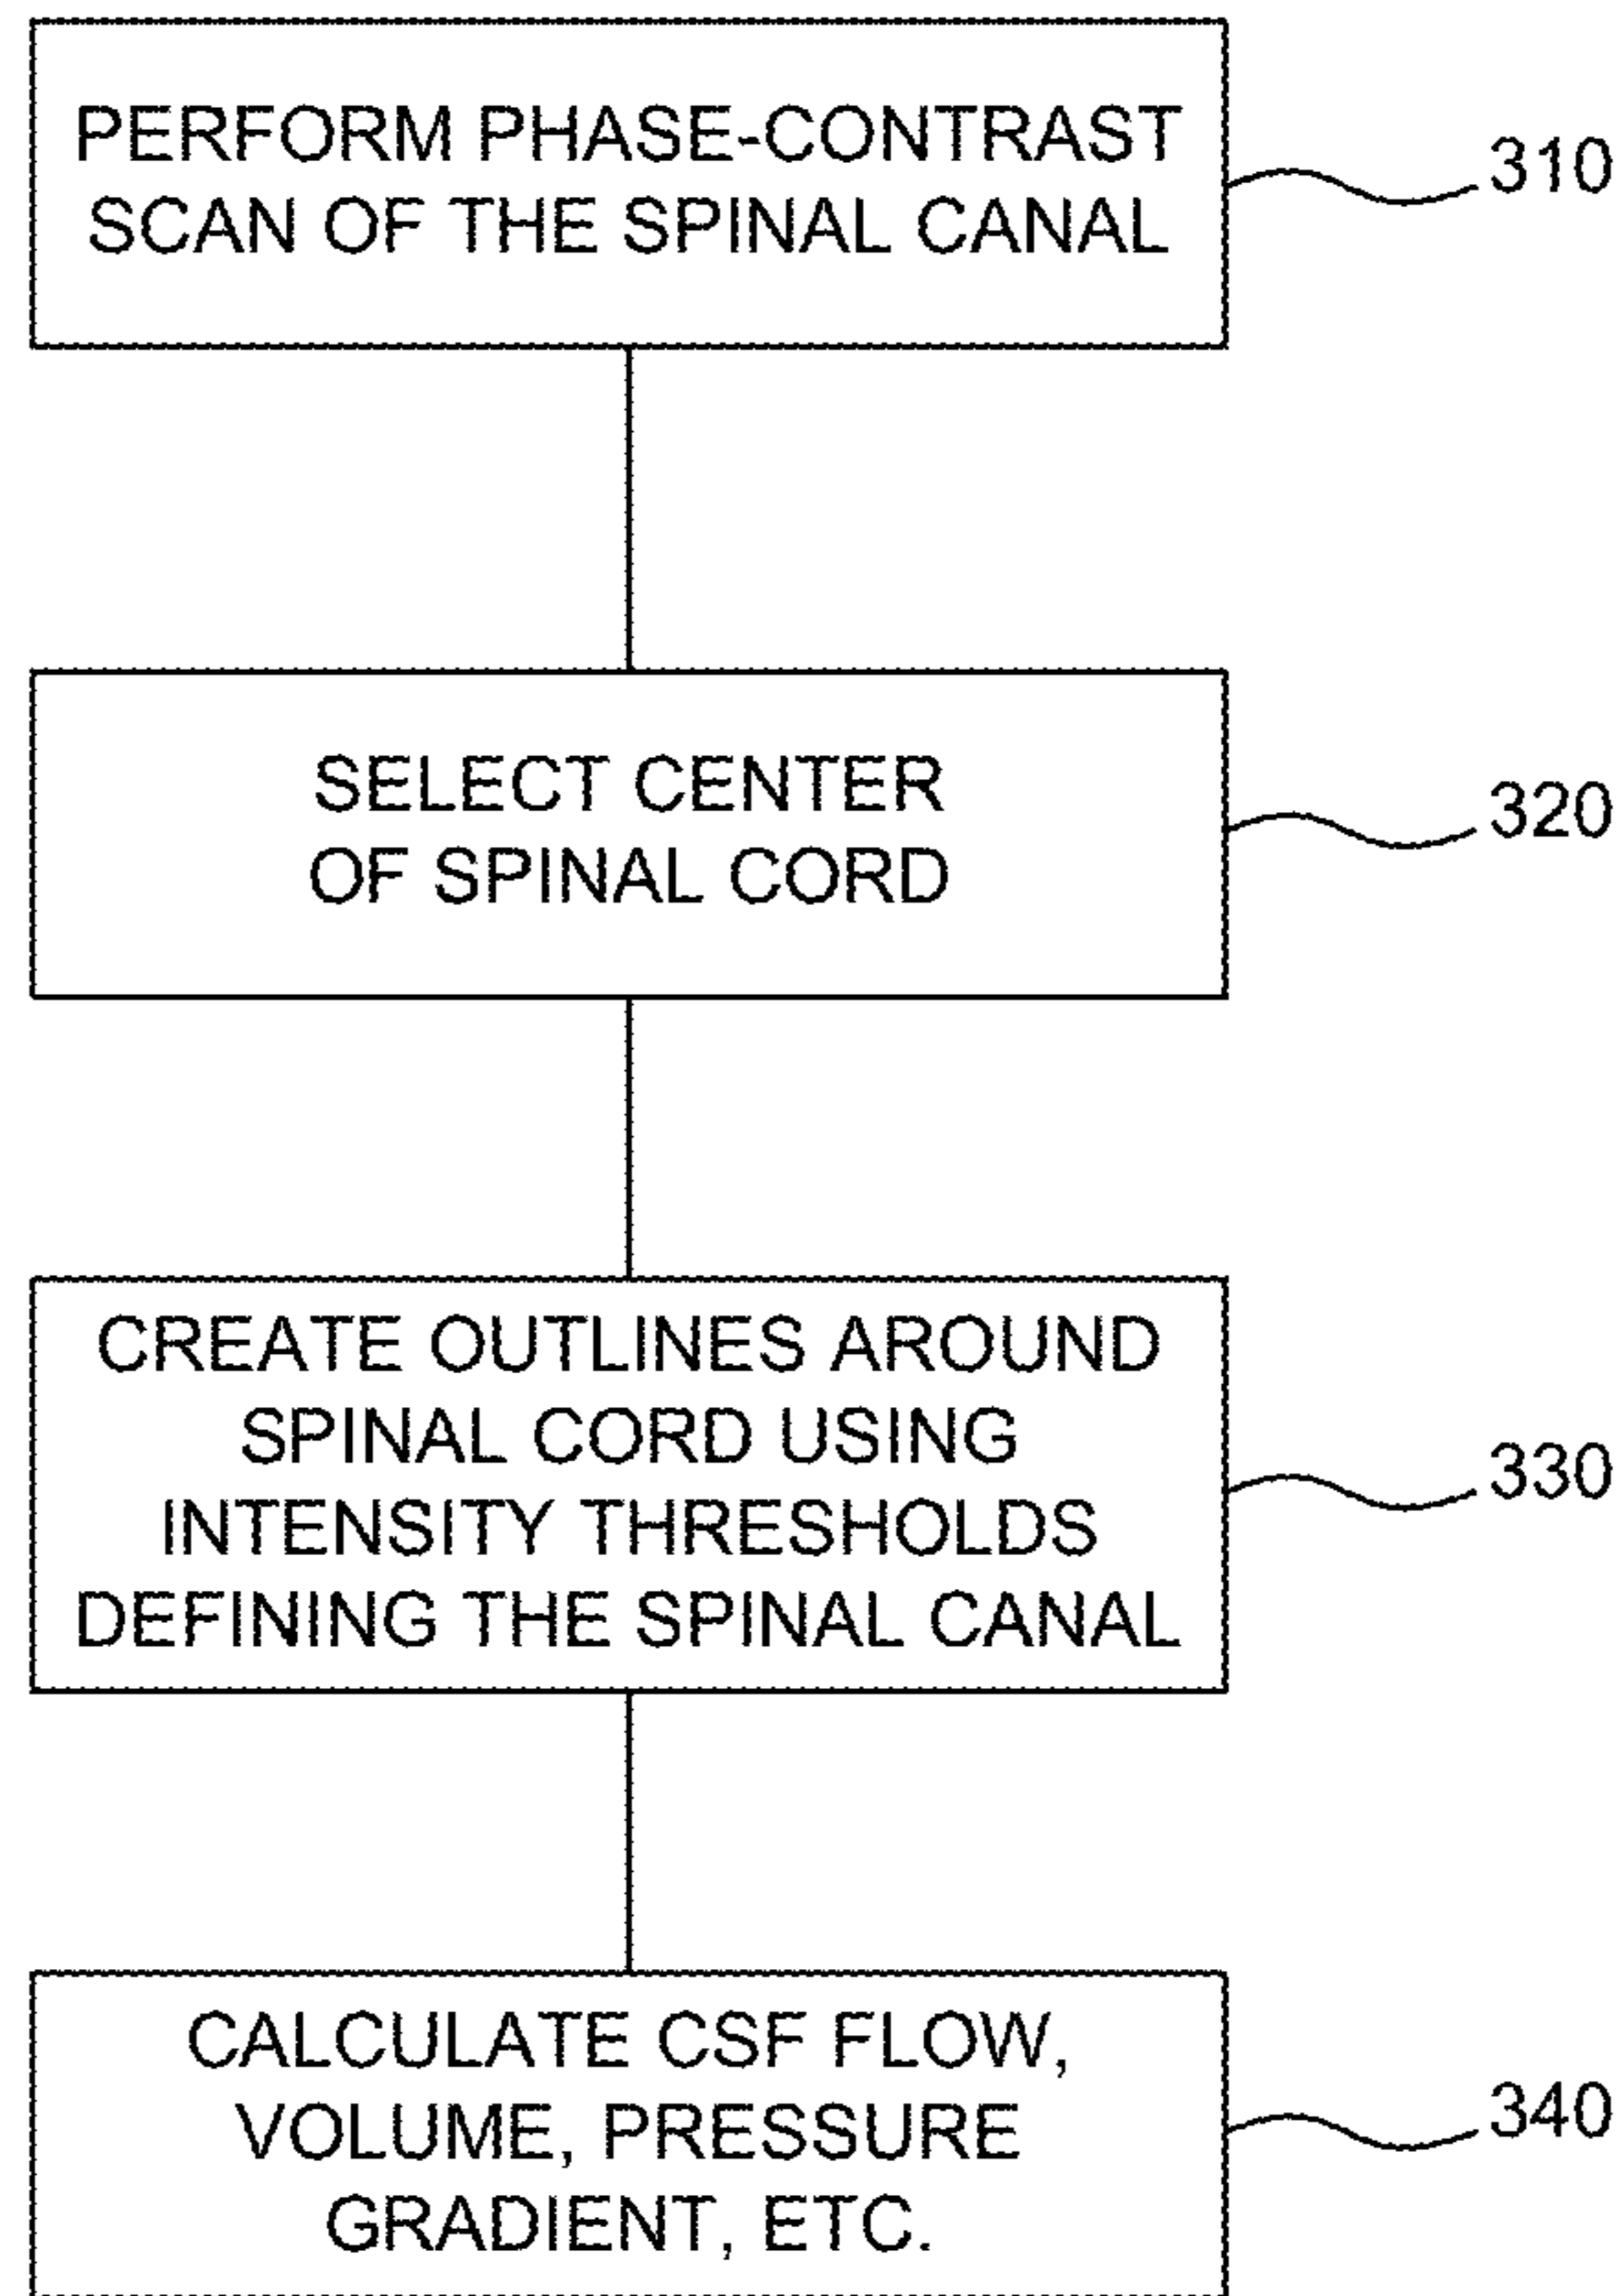 PERFORM PHASE-CONTRAST
SCAN OF THE SPINAL CANAL
310
SELECT CENTER
OF SPINAL CORD
320
CREATE OUTLINES AROUND
SPINAL CORD USING
INTENSITY THRESHOLDS
DEFINING THE SPINAL CANAL
330
CALCULATE CSF FLOW,
VOLUME, PRESSURE
GRADIENT, ETC.
340